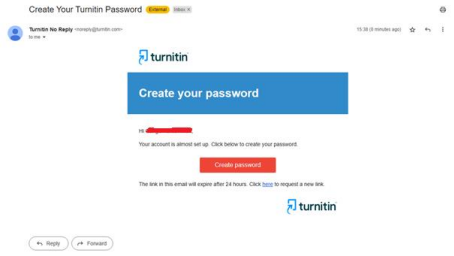 Create Your Turnitin Password External Inbox ×
Turnitin No Reply <noreply@turnitin.com> 15:38 (6 minutes ago)
to me
turnitin
Create your password
Hi
Your account is almost set up. Click below to create your password.
Create password
The link in this email will expire after 24 hours. Click here to request a new link.
turnitin
Reply Forward